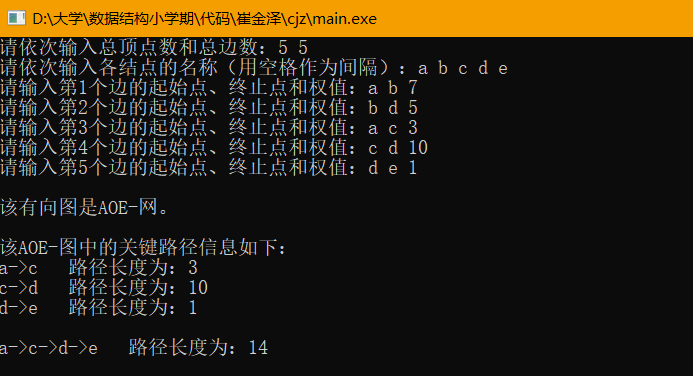 D:\大学\数据结构小学期\代码\崔金泽\cjz\main.exe
请依次输入总顶点数和总边数：5 5
请依次输入各结点的名称（用空格作为间隔）：a b c d e
请输入第1个边的起始点、终止点和权值：a b 7
请输入第2个边的起始点、终止点和权值：b d 5
请输入第3个边的起始点、终止点和权值：a c 3
请输入第4个边的起始点、终止点和权值：c d 10
请输入第5个边的起始点、终止点和权值：d e 1
该有向图是AOE-网。
该AOE-图中的关键路径信息如下：
a->c 路径长度为：3
c->d 路径长度为：10
d->e 路径长度为：1
a->c->d->e 路径长度为：14